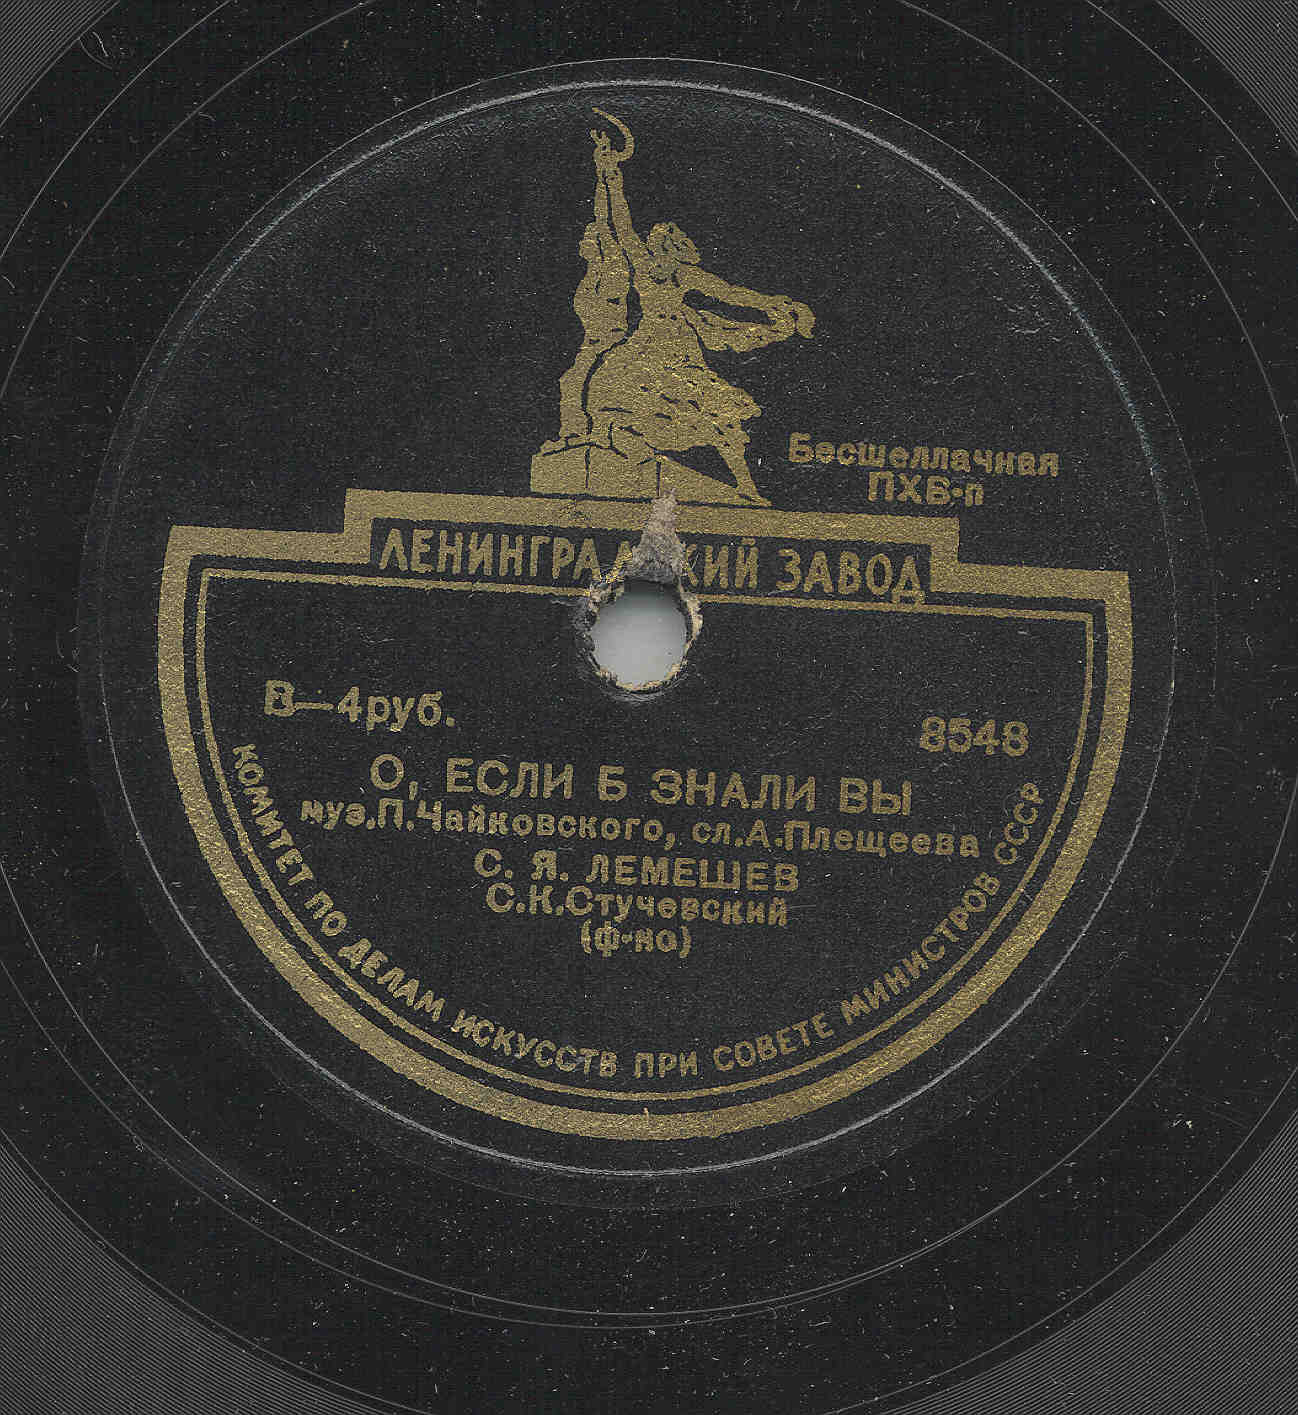 Бесшеллачная
ПХВ-п
ЛЕНИНГРА КИЙ ЗАВОД
В—4руб.
8548
О, ЕСЛИ Б ЗНАЛИ ВЫ
муз.П.Чайковского, сл.А.Плещеева
С. Я. ЛЕМЕШЕВ
С.К.Стучевский
(ф-но)
КОМИТЕТ ПО ДЕЛАМ ИСКУССТВ ПРИ СОВЕТЕ МИНИСТРОВ СССР